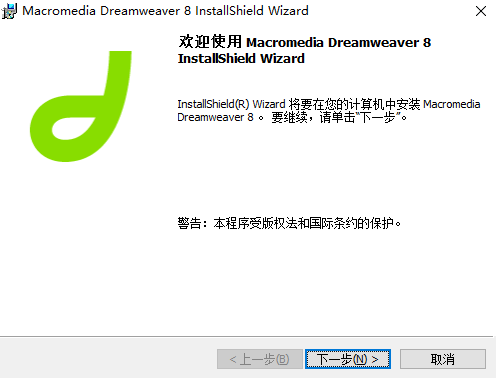 Macromedia Dreamweaver 8 InstallShield Wizard
欢迎使用 Macromedia Dreamweaver 8
InstallShield Wizard
InstallShield(R) Wizard 将要在您的计算机中安装 Macromedia
Dreamweaver 8 。 要继续，请单击“下一步”。
警告：本程序受版权法和国际条约的保护。
< 上一步(B)
下一步(N) >
取消